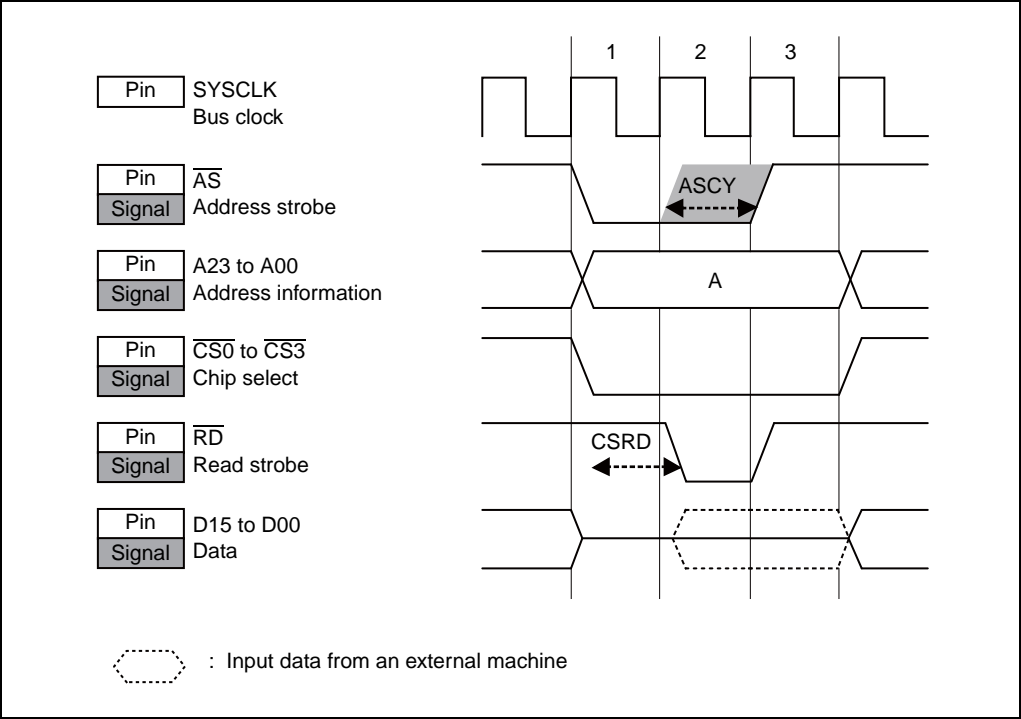 1 2 3
Pin SYSCLK
Bus clock
Pin AS
Signal Address strobe
ASCY
Pin A23 to A00
Signal Address information
A
Pin CS0 to CS3
Signal Chip select
Pin RD
Signal Read strobe
CSRD
Pin D15 to D00
Signal Data
: Input data from an external machine